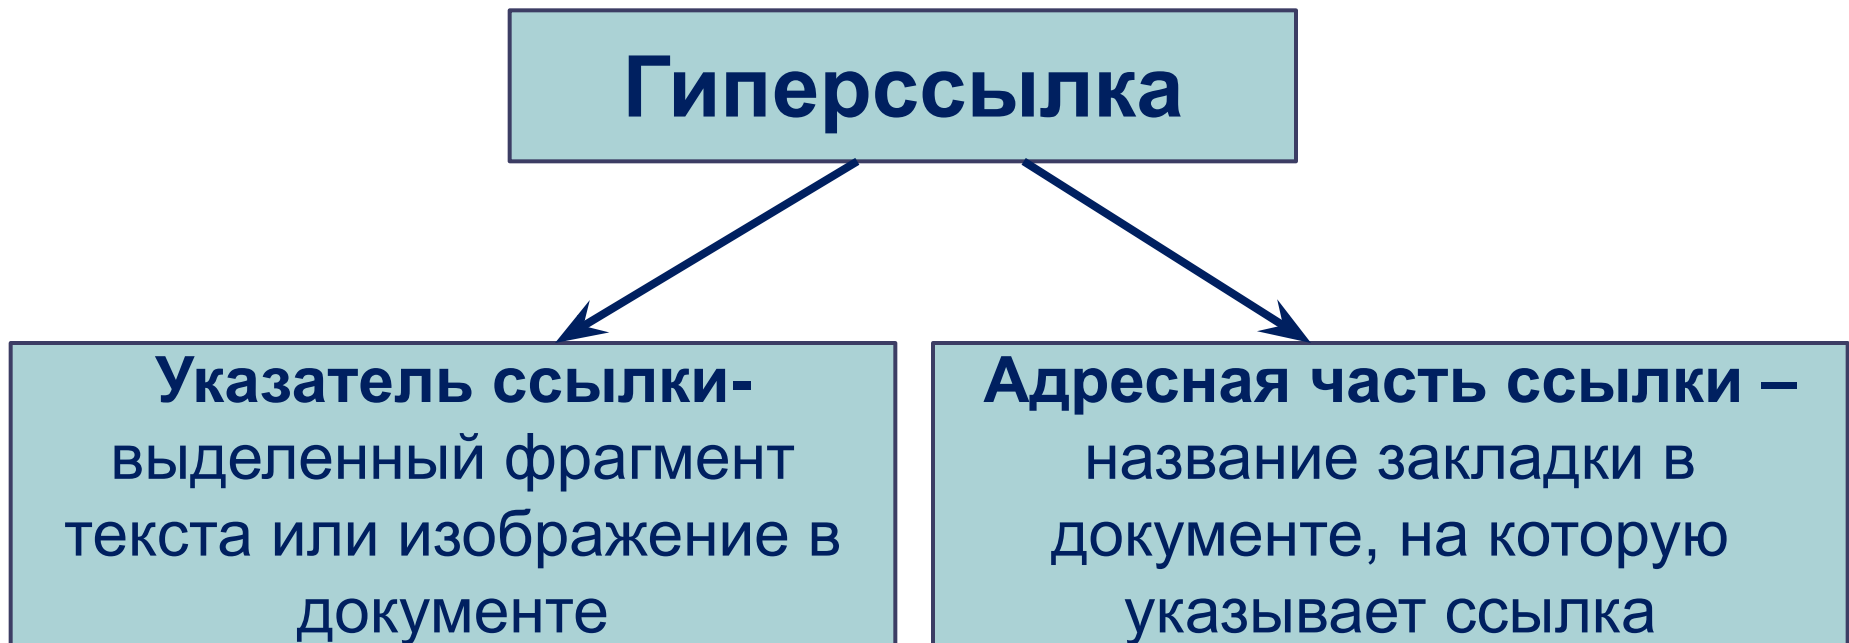 Гиперссылка
Указатель ссылки-
выделенный фрагмент
текста или изображение в
документе
Адресная часть ссылки –
название закладки в
документе, на которую
указывает ссылка